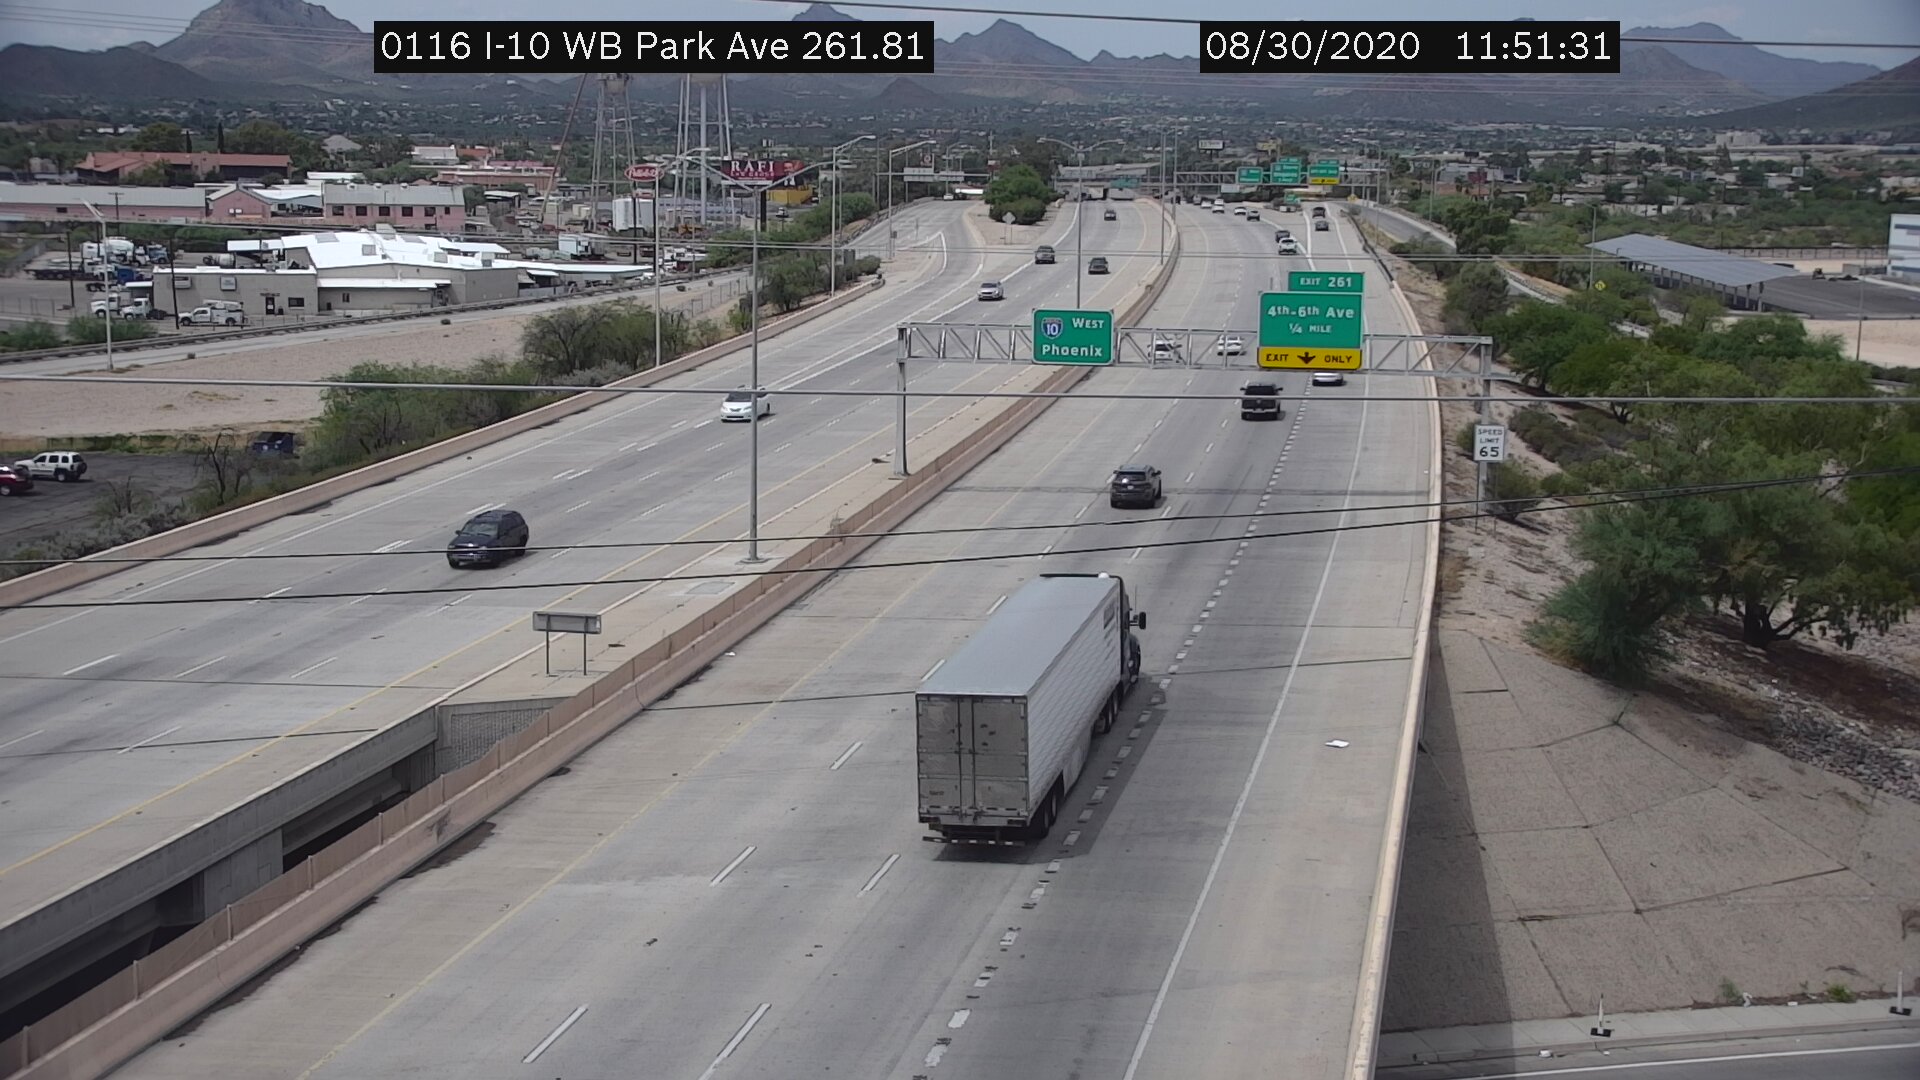 0116 I-10 WB Park Ave 261.81
08/30/2020 11:51:31
RAFI
EXIT 261
4th-6th Ave
1/4 MILE
EXIT ONLY
10 WEST
Phoenix
SPEED
LIMIT
65